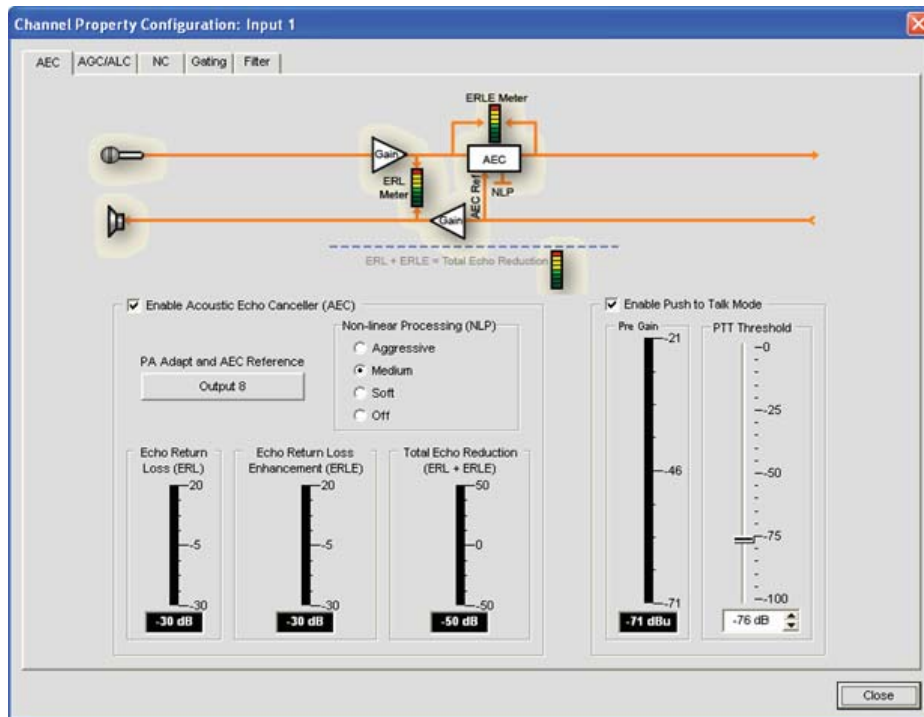 Channel Property Configuration: Input 1
AEC AGC/ALC NC Gating Filter
ERLE Meter
Gain
AEC
ERL
Meter
AEC Ref
NLP
Gain
ERL + ERLE = Total Echo Reduction
Enable Acoustic Echo Canceller (AEC)
PA Adapt and AEC Reference
Output 8
Non-linear Processing (NLP)
Aggressive
Medium
Soft
Off
Echo Return
Loss (ERL)
20
-5
-30
-30 dB
Echo Return Loss
Enhancement (ERLE)
20
-5
-30
-30 dB
Total Echo Reduction
(ERL + ERLE)
50
0
-50
-50 dB
Enable Push to Talk Mode
Pre Gain
-21
-46
-71
-71 dBu
PTT Threshold
0
-25
-50
-75
-100
-76 dB
Close